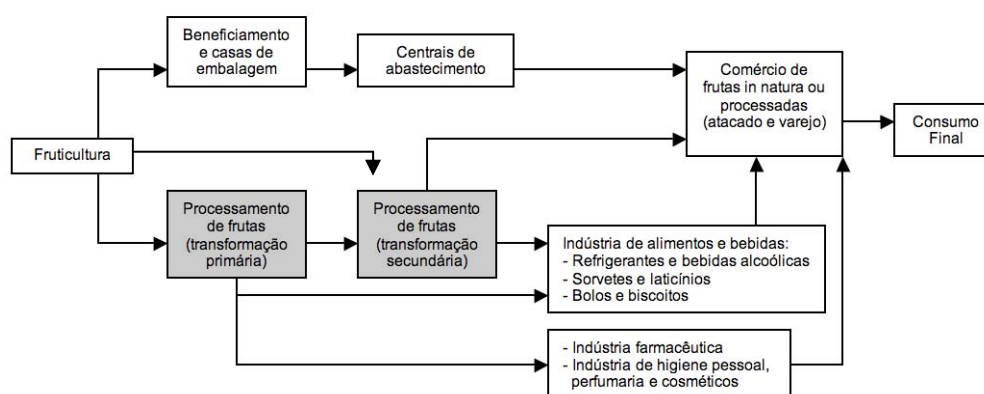 Beneficiamento
e casas de
embalagem
Centrais de
abastecimento
Comércio de
frutas in natura ou
processadas
(atacado e varejo)
Consumo
Final
Fruticultura
Processamento
de frutas
(transformação
primária)
Processamento
de frutas
(transformação
secundária)
Indústria de alimentos e bebidas:
- Refrigerantes e bebidas alcoólicas
- Sorvetes e laticínios
- Bolos e biscoitos
- Indústria farmacêutica
- Indústria de higiene pessoal,
perfumaria e cosméticos